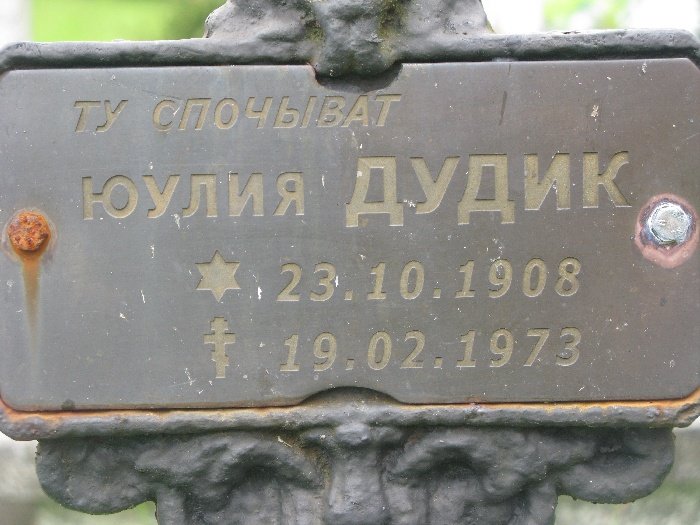 ТУ СПОЧЫВАТ
ЮУЛИЯ ДУДИК
23.10.1908
19.02.1973